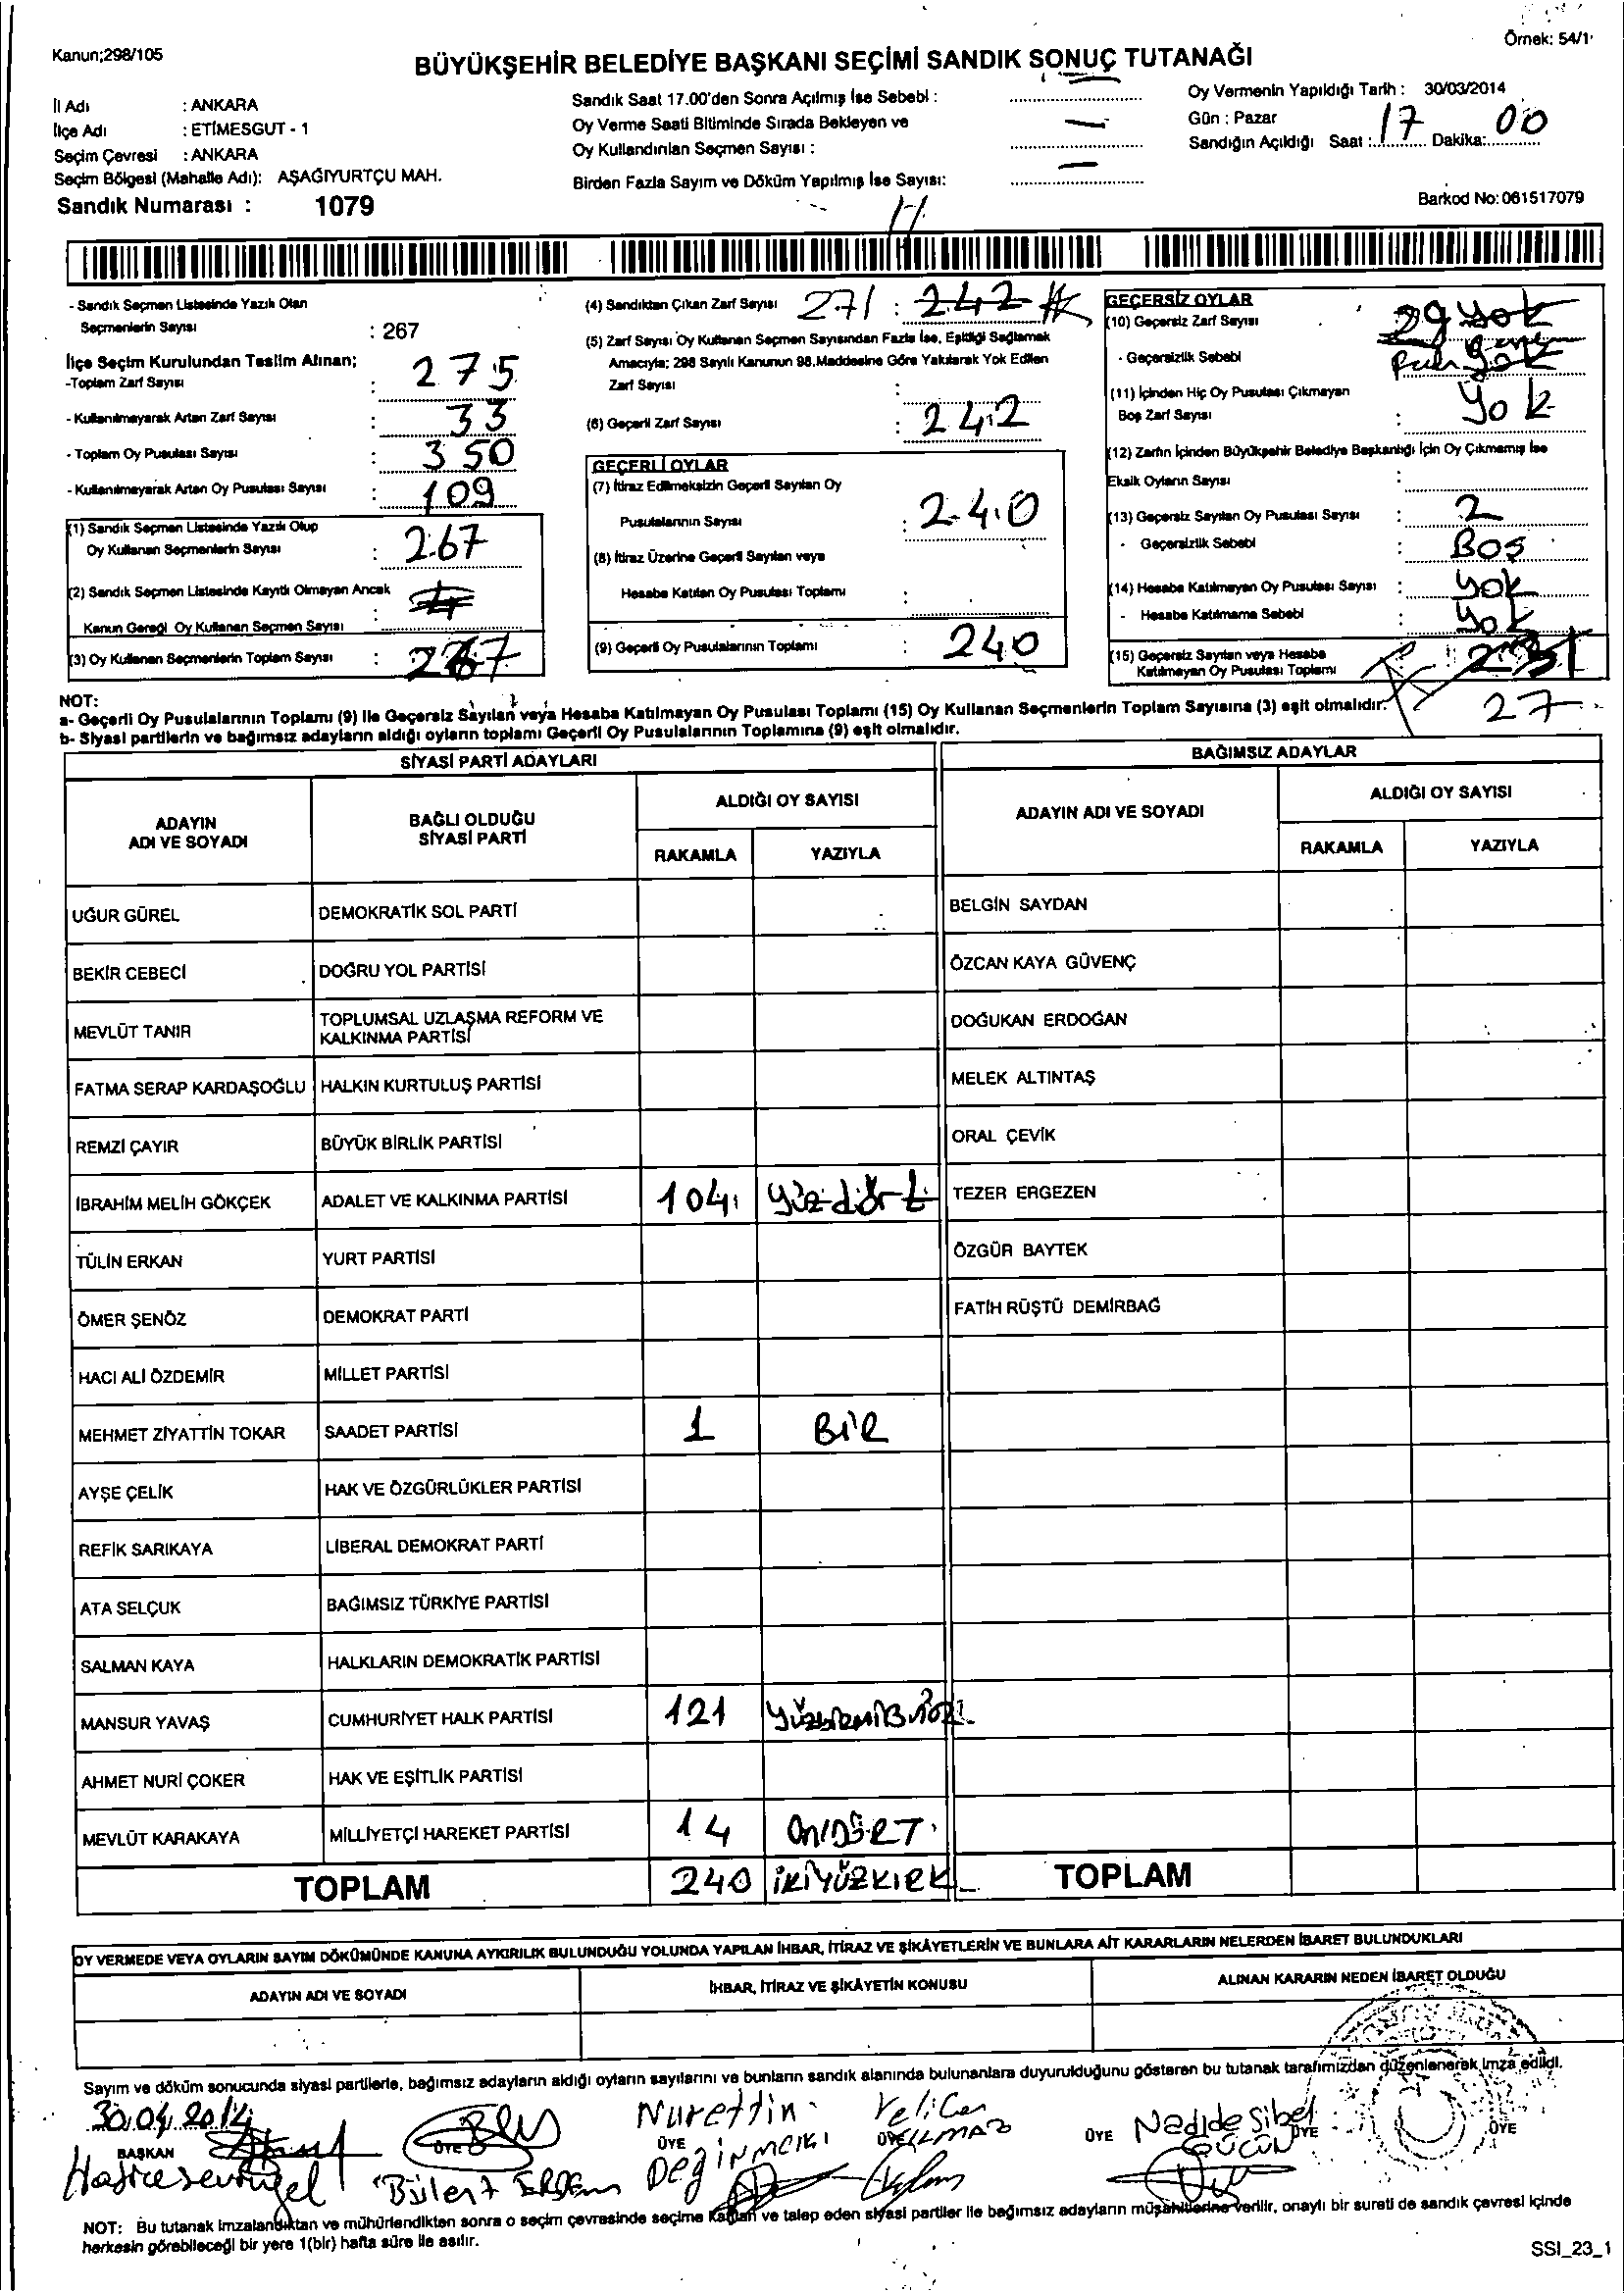 Kanun;298/105
Örnek: 54/1
BÜYÜKŞEHİR BELEDİYE BAŞKANI SEÇİMİ SANDIK SONUÇ TUTANAĞI
İl Adı : ANKARA
İlçe Adı : ETİMESGUT - 1
Seçim Çevresi : ANKARA
Seçim Bölgesi (Mahalle Adı): AŞAĞIYURTÇU MAH.
Sandık Numarası : 1079
Sandık Saat 17.00'den Sonra Açılmış İse Sebebi :
Oy Verme Saati Bitiminde Sırada Bekleyen ve
Oy Kullandırılan Seçmen Sayısı :
Birden Fazla Sayım ve Döküm Yapılmış İse Sayısı:
Oy Vermenin Yapıldığı Tarih : 30/03/2014
Gün : Pazar
Sandığın Açıldığı Saat : 17 Dakika: 00
Barkod No: 061517079
- Sandık Seçmen Listesinde Yazılı Olan
Seçmenlerin Sayısı : 267
İlçe Seçim Kurulundan Teslim Alınan;
-Toplam Zarf Sayısı : 275
- Kullanılmayarak Artan Zarf Sayısı : 33
- Toplam Oy Pusulası Sayısı : 350
- Kullanılmayarak Artan Oy Pusulası Sayısı : 109
(1) Sandık Seçmen Listesinde Yazılı Olup
Oy Kullanan Seçmenlerin Sayısı : 267
(2) Sandık Seçmen Listesinde Kayıtlı Olmayan Ancak
Kanun Gereği Oy Kullanan Seçmen Sayısı
(3) Oy Kullanan Seçmenlerin Toplam Sayısı : 267
(4) Sandıktan Çıkan Zarf Sayısı 271 : 242
(5) Zarf Sayısı Oy Kullanan Seçmen Sayısından Fazla İse, Eşitliği Sağlamak
Amacıyla; 298 Sayılı Kanunun 98.Maddesine Göre Yakılarak Yok Edilen
Zarf Sayısı :
(6) Geçerli Zarf Sayısı : 242
GEÇERLİ OYLAR
(7) İtiraz Edilmeksizin Geçerli Sayılan Oy
Pusulalarının Sayısı : 240
(8) İtiraz Üzerine Geçerli Sayılan veya
Hesaba Katılan Oy Pusulası Toplamı :
(9) Geçerli Oy Pusulalarının Toplamı : 240
GEÇERSİZ OYLAR
(10) Geçersiz Zarf Sayısı : 29 yok
- Geçersizlik Sebebi yok
(11) İçinden Hiç Oy Pusulası Çıkmayan
Boş Zarf Sayısı : yok
(12) Zarfın İçinden Büyükşehir Belediye Başkanlığı İçin Oy Çıkmamış İse
Eksik Oyların Sayısı :
(13) Geçersiz Sayılan Oy Pusulası Sayısı : 2
- Geçersizlik Sebebi : BOŞ
(14) Hesaba Katılmayan Oy Pusulası Sayısı : yok
- Hesaba Katılmama Sebebi : yok
(15) Geçersiz Sayılan veya Hesaba
Katılmayan Oy Pusulası Toplamı
27
NOT:
a- Geçerli Oy Pusulalarının Toplamı (9) ile Geçersiz Sayılan veya Hesaba Katılmayan Oy Pusulası Toplamı (15) Oy Kullanan Seçmenlerin Toplam Sayısına (3) eşit olmalıdır.
b- Siyasi partilerin ve bağımsız adayların aldığı oyların toplamı Geçerli Oy Pusulalarının Toplamına (9) eşit olmalıdır.
SİYASİ PARTİ ADAYLARI
BAĞIMSIZ ADAYLAR
ADAYIN ADI VE SOYADI
BAĞLI OLDUĞU SİYASİ PARTİ
ALDIĞI OY SAYISI
RAKAMLA YAZIYLA
ADAYIN ADI VE SOYADI
ALDIĞI OY SAYISI
RAKAMLA YAZIYLA
UĞUR GÜREL DEMOKRATİK SOL PARTİ BELGİN SAYDAN
BEKİR CEBECİ DOĞRU YOL PARTİSİ ÖZCAN KAYA GÜVENÇ
MEVLÜT TANIR TOPLUMSAL UZLAŞMA REFORM VE KALKINMA PARTİSİ DOĞUKAN ERDOĞAN
FATMA SERAP KARDAŞOĞLU HALKIN KURTULUŞ PARTİSİ MELEK ALTINTAŞ
REMZİ ÇAYIR BÜYÜK BİRLİK PARTİSİ ORAL ÇEVİK
İBRAHİM MELİH GÖKÇEK ADALET VE KALKINMA PARTİSİ 104 yüzdört TEZER ERGEZEN
TÜLİN ERKAN YURT PARTİSİ ÖZGÜR BAYTEK
ÖMER ŞENÖZ DEMOKRAT PARTİ FATİH RÜŞTÜ DEMİRBAĞ
HACI ALİ ÖZDEMİR MİLLET PARTİSİ
MEHMET ZİYATTİN TOKAR SAADET PARTİSİ 1 BİR
AYŞE ÇELİK HAK VE ÖZGÜRLÜKLER PARTİSİ
REFİK SARIKAYA LİBERAL DEMOKRAT PARTİ
ATA SELÇUK BAĞIMSIZ TÜRKİYE PARTİSİ
SALMAN KAYA HALKLARIN DEMOKRATİK PARTİSİ
MANSUR YAVAŞ CUMHURİYET HALK PARTİSİ 121
AHMET NURİ ÇOKER HAK VE EŞİTLİK PARTİSİ
MEVLÜT KARAKAYA MİLLİYETÇİ HAREKET PARTİSİ 14 ONDÖRT
TOPLAM 240 İKİYÜZKIRK TOPLAM
OY VERMEDE VEYA OYLARIN SAYIM DÖKÜMÜNDE KANUNA AYKIRILIK BULUNDUĞU YOLUNDA YAPILAN İHBAR, İTİRAZ VE ŞİKÂYETLERİN VE BUNLARA AİT KARARLARIN NELERDEN İBARET BULUNDUKLARI
ADAYIN ADI VE SOYADI İHBAR, İTİRAZ VE ŞİKÂYETİN KONUSU ALINAN KARARIN NEDEN İBARET OLDUĞU
Sayım ve döküm sonucunda siyasi partilerle, bağımsız adayların aldığı oyların sayılarını ve bunların sandık alanında bulunanlara duyurulduğunu gösteren bu tutanak tarafımızdan düzenlenerek imza edildi.
30.04.2014
BAŞKAN ÜYE ÜYE ÜYE ÜYE ÜYE ÜYE
Nurettin Değirmenci
Velican YILMAZ
Nadide Sibel GÜCÜN
Bülent ERDEM
NOT: Bu tutanak imzalandıktan ve mühürlendikten sonra o seçim çevresinde seçime katılan ve talep eden siyasi partiler ile bağımsız adayların müşahitlerine verilir, onaylı bir sureti de sandık çevresi içinde
herkesin görebileceği bir yere 1(bir) hafta süre ile asılır.
SSI_23_1